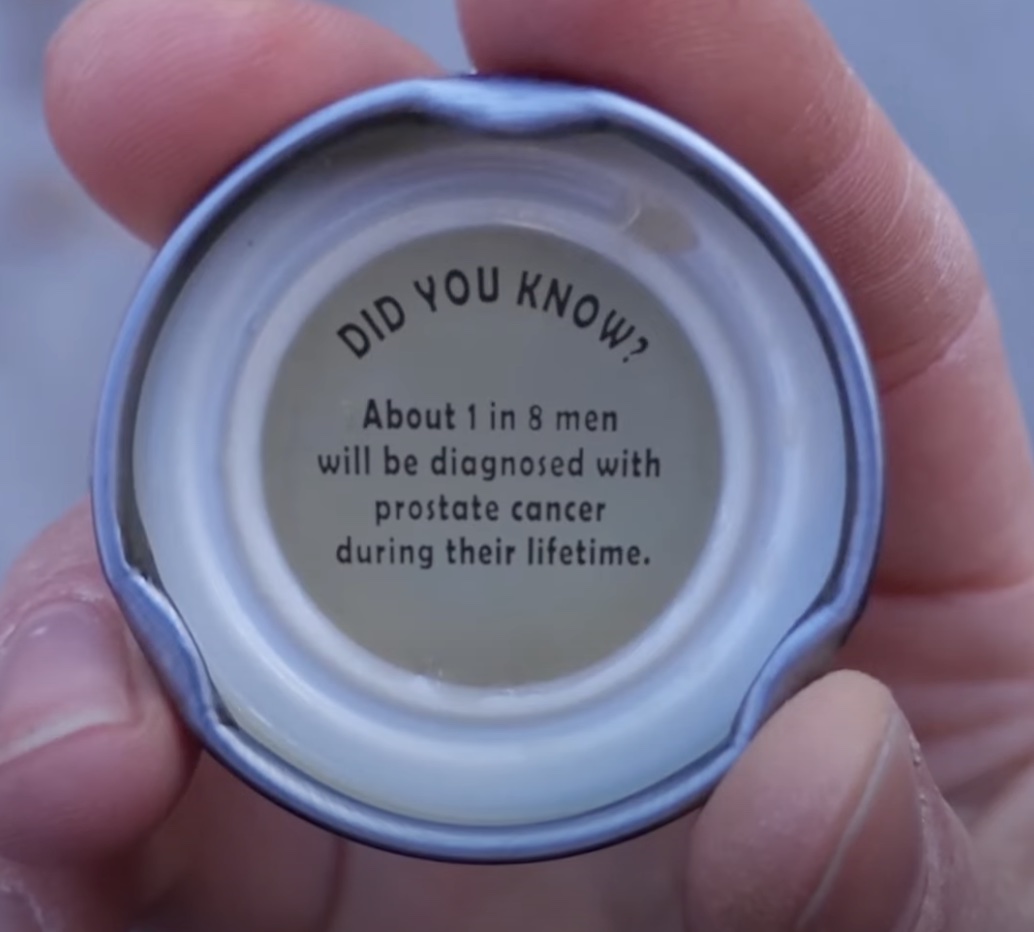 DID YOU KNOW?
About 1 in 8 men
will be diagnosed with
prostate cancer
during their lifetime.